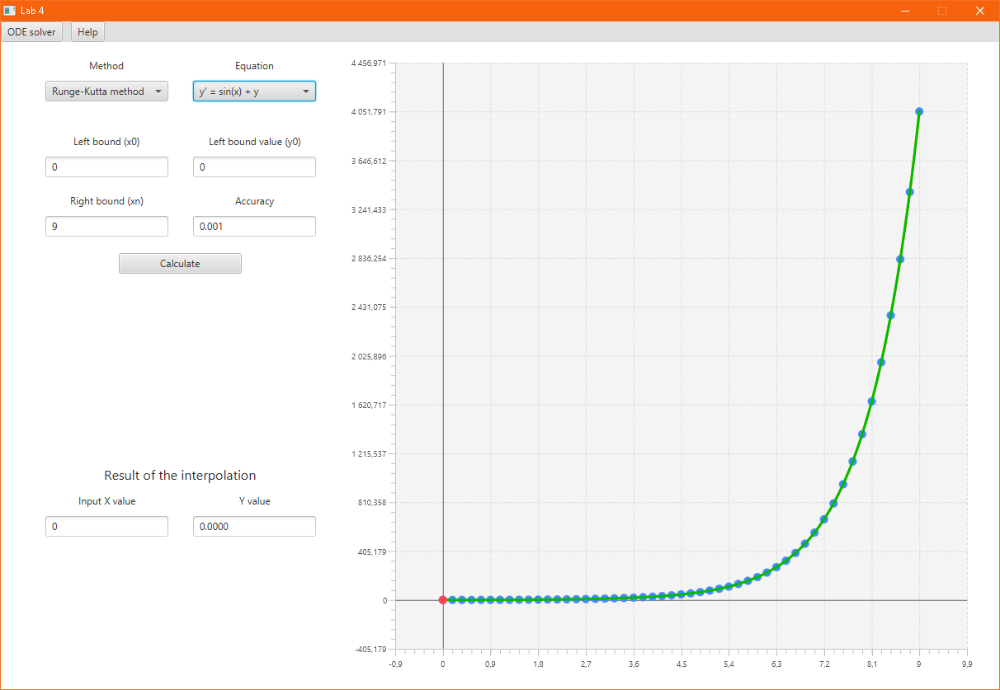 Lab 4
ODE solver Help
Method Equation
Runge-Kutta method y' = sin(x) + y
Left bound (x0) Left bound value (y0)
0 0
Right bound (xn) Accuracy
9 0.001
Calculate
Result of the interpolation
Input X value Y value
0 0.0000
4 456,971
4 051,791
3 646,612
3 241,433
2 836,254
2 431,075
2 025,896
1 620,717
1 215,537
810,358
405,179
0
-405,179
-0,9 0 0,9 1,8 2,7 3,6 4,5 5,4 6,3 7,2 8,1 9 9,9